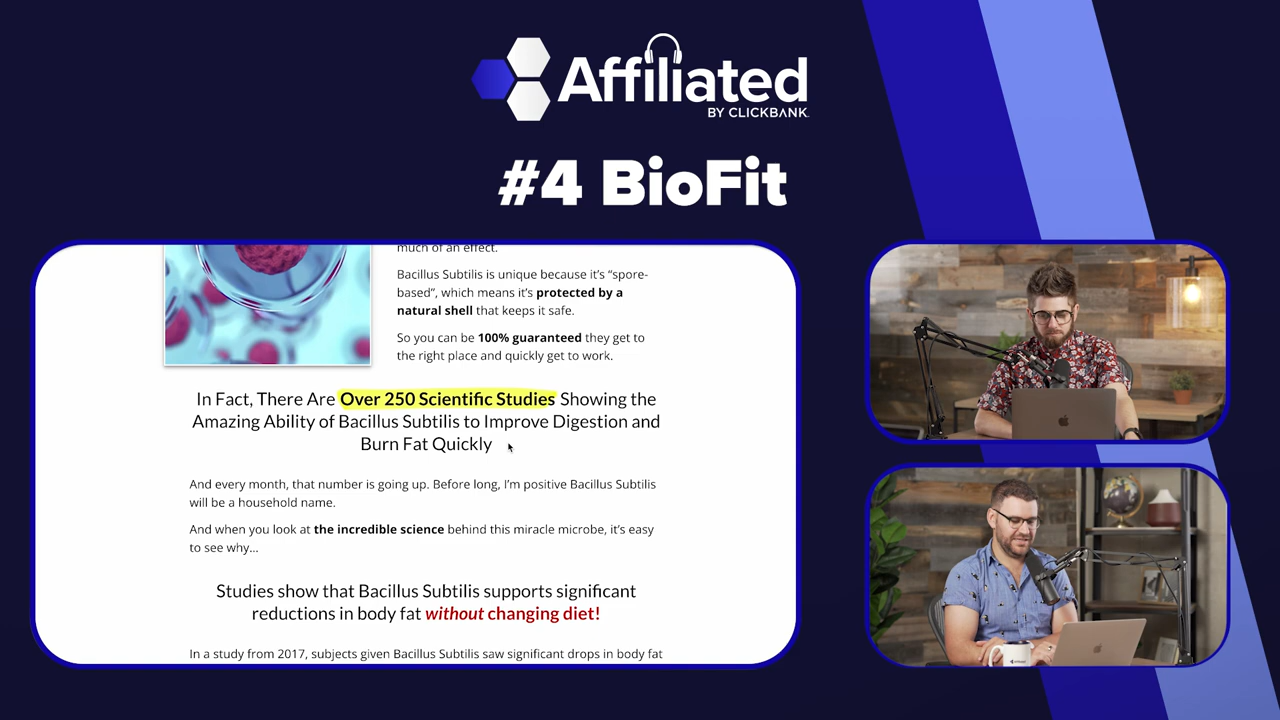 Affiliated
BY CLICKBANK
#4 BioFit
much of an effect.
Bacillus Subtilis is unique because it's “spore-
based”, which means it's protected by a
natural shell that keeps it safe.
So you can be 100% guaranteed they get to
the right place and quickly get to work.
In Fact, There Are Over 250 Scientific Studies Showing the
Amazing Ability of Bacillus Subtilis to Improve Digestion and
Burn Fat Quickly
And every month, that number is going up. Before long, I'm positive Bacillus Subtilis
will be a household name.
And when you look at the incredible science behind this miracle microbe, it's easy
to see why...
Studies show that Bacillus Subtilis supports significant
reductions in body fat without changing diet!
In a study from 2017, subjects given Bacillus Subtilis saw significant drops in body fat
Affiliated